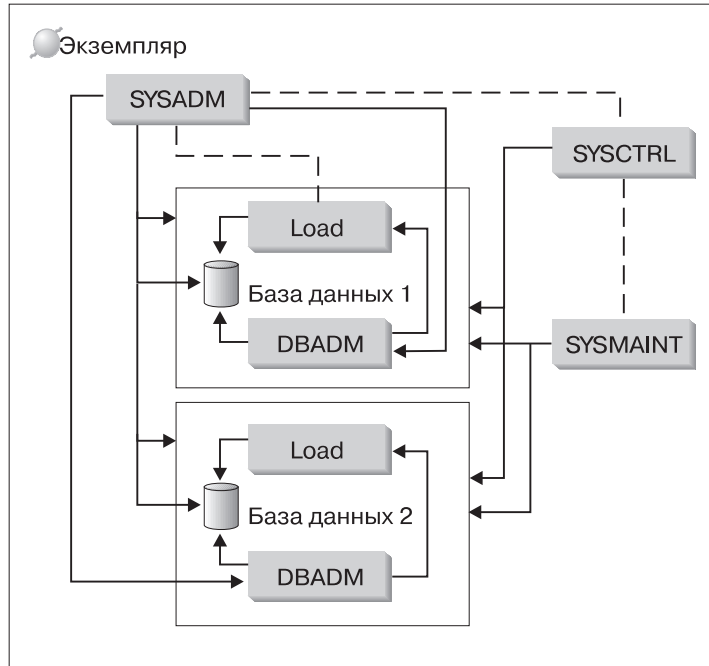 Экземпляр
SYSADM
SYSCTRL
Load
База данных 1
DBADM
SYSMAINT
Load
База данных 2
DBADM